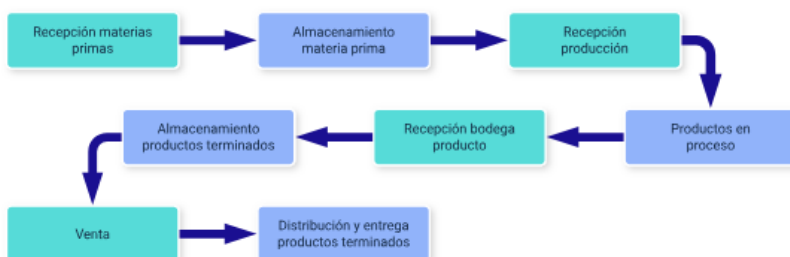 Recepción materias
primas
Almacenamiento
materia prima
Recepción
producción
Productos en
proceso
Recepción bodega
producto
Almacenamiento
productos terminados
Venta
Distribución y entrega
productos terminados